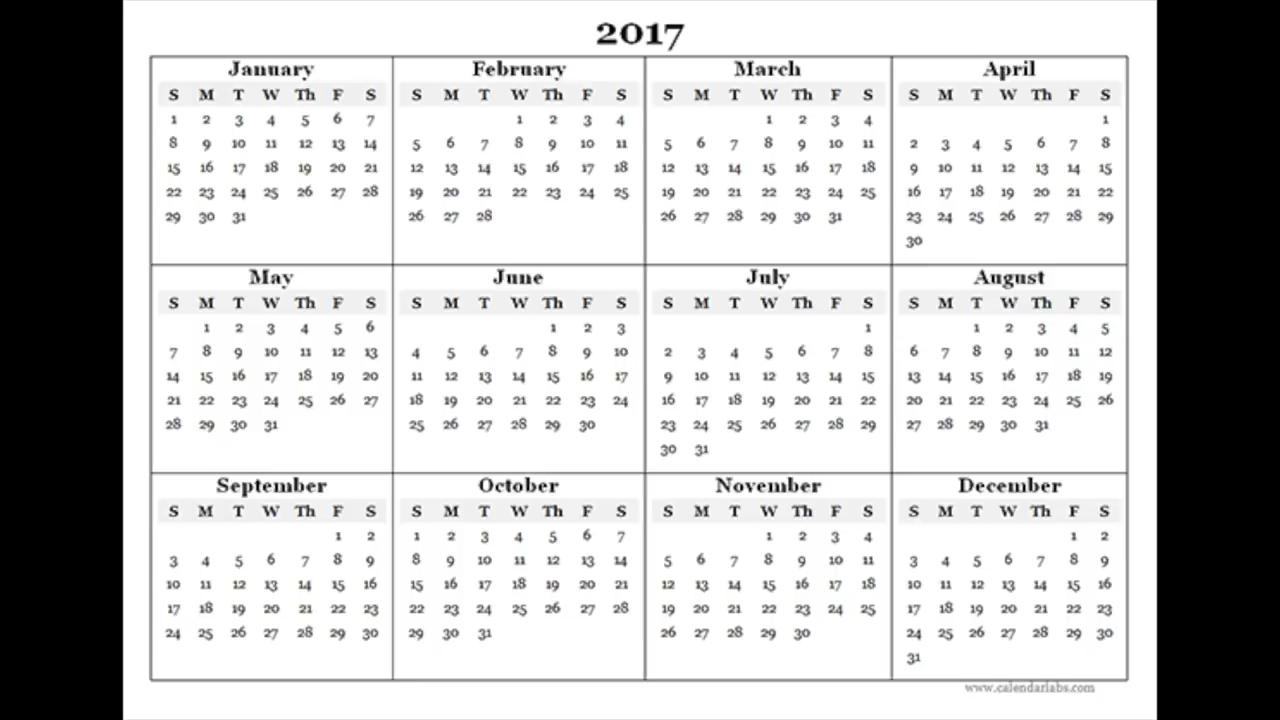 2017
January February March April
S M T W Th F S S M T W Th F S S M T W Th F S S M T W Th F S
1 2 3 4 5 6 7 1 2 3 4 1 2 3 4 1
8 9 10 11 12 13 14 5 6 7 8 9 10 11 5 6 7 8 9 10 11 2 3 4 5 6 7 8
15 16 17 18 19 20 21 12 13 14 15 16 17 18 12 13 14 15 16 17 18 9 10 11 12 13 14 15
22 23 24 25 26 27 28 19 20 21 22 23 24 25 19 20 21 22 23 24 25 16 17 18 19 20 21 22
29 30 31 26 27 28 26 27 28 29 30 31 23 24 25 26 27 28 29
30
May June July August
S M T W Th F S S M T W Th F S S M T W Th F S S M T W Th F S
1 2 3 4 5 6 1 2 3 1 1 2 3 4 5
7 8 9 10 11 12 13 4 5 6 7 8 9 10 2 3 4 5 6 7 8 6 7 8 9 10 11 12
14 15 16 17 18 19 20 11 12 13 14 15 16 17 9 10 11 12 13 14 15 13 14 15 16 17 18 19
21 22 23 24 25 26 27 18 19 20 21 22 23 24 16 17 18 19 20 21 22 20 21 22 23 24 25 26
28 29 30 31 25 26 27 28 29 30 23 24 25 26 27 28 29 27 28 29 30 31
30 31
September October November December
S M T W Th F S S M T W Th F S S M T W Th F S S M T W Th F S
1 2 1 2 3 4 5 6 7 1 2 3 4 1 2
3 4 5 6 7 8 9 8 9 10 11 12 13 14 5 6 7 8 9 10 11 3 4 5 6 7 8 9
10 11 12 13 14 15 16 15 16 17 18 19 20 21 12 13 14 15 16 17 18 10 11 12 13 14 15 16
17 18 19 20 21 22 23 22 23 24 25 26 27 28 19 20 21 22 23 24 25 17 18 19 20 21 22 23
24 25 26 27 28 29 30 29 30 31 26 27 28 29 30 24 25 26 27 28 29 30
31
www.calendarlabs.com